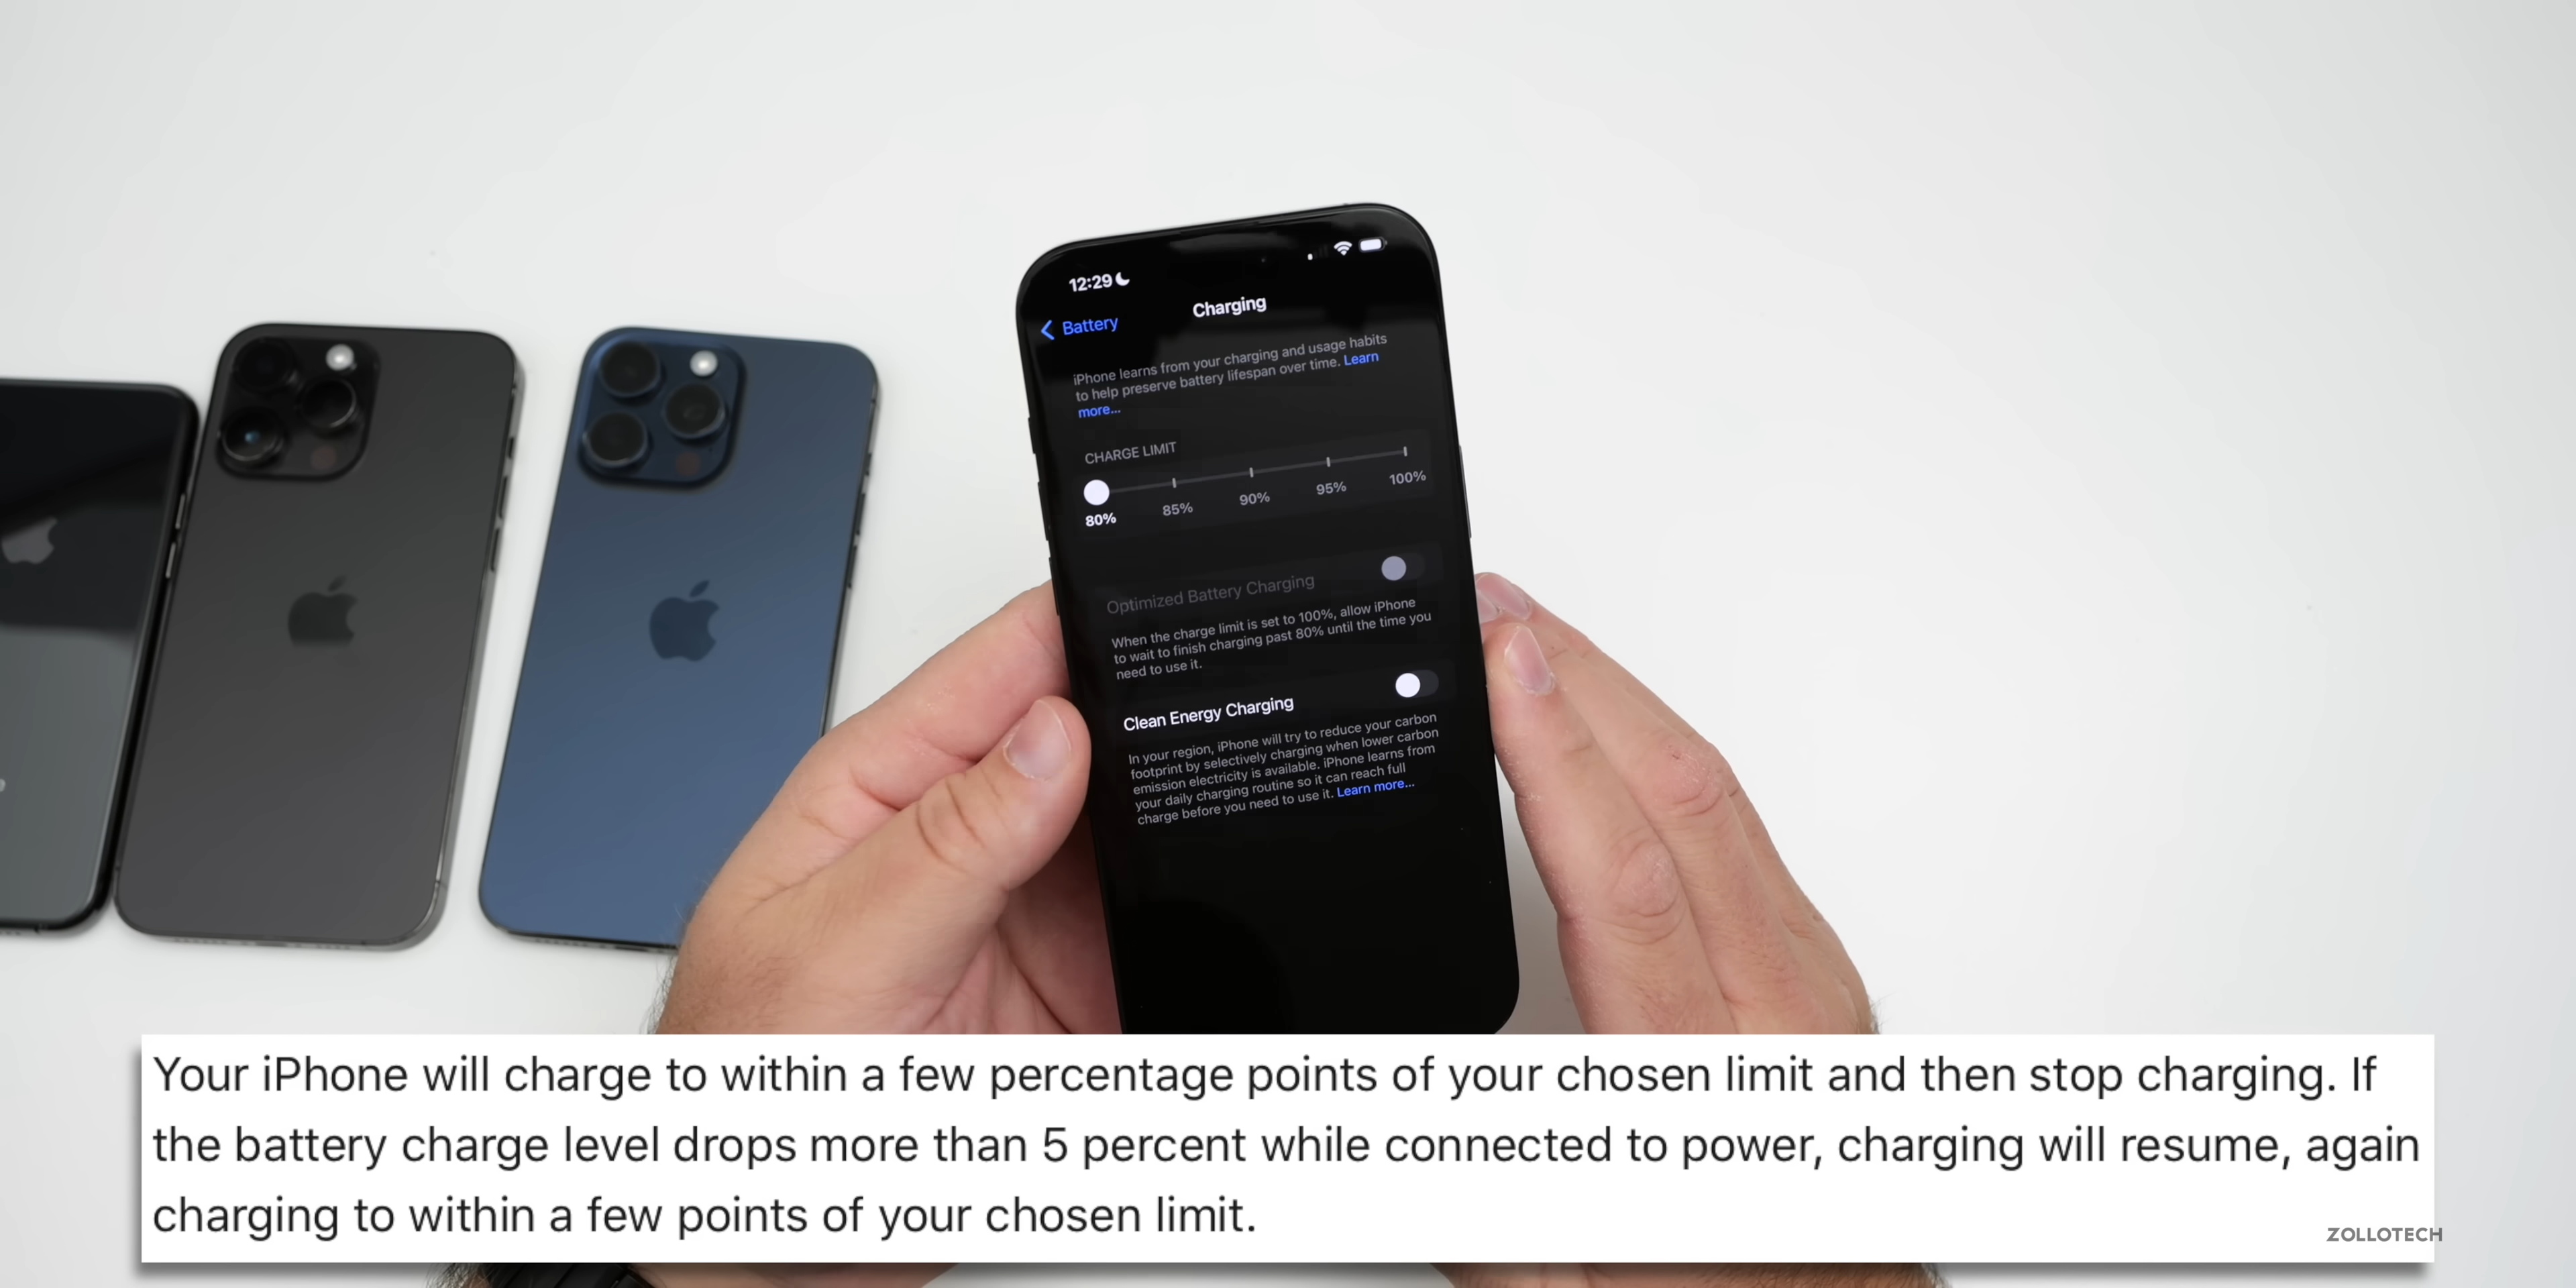 12:29
Battery
Charging
iPhone learns from your charging and usage habits
to help preserve battery lifespan over time. Learn
more...
CHARGE LIMIT
80% 85% 90% 95% 100%
Optimized Battery Charging
When the charge limit is set to 100%, allow iPhone
to wait to finish charging past 80% until the time you
need to use it.
Clean Energy Charging
In your region, iPhone will try to reduce your carbon
footprint by selectively charging when lower carbon
emission electricity is available. iPhone learns from
your daily charging routine so it can reach full
charge before you need to use it. Learn more...
Your iPhone will charge to within a few percentage points of your chosen limit and then stop charging. If
the battery charge level drops more than 5 percent while connected to power, charging will resume, again
charging to within a few points of your chosen limit.
ZOLLOTECH